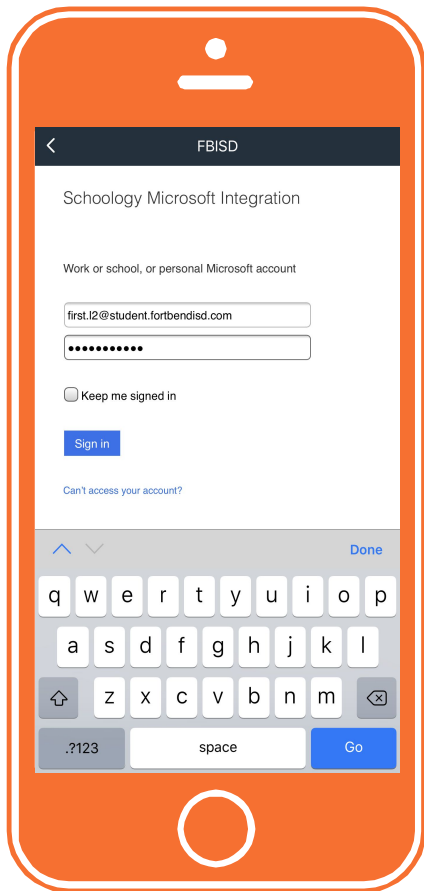 FBISD
Schoology Microsoft Integration
Work or school, or personal Microsoft account
first.l2@student.fortbendisd.com
•••••••••••
Keep me signed in
Sign in
Can't access your account?
Done
q w e r t y u i o p
a s d f g h j k l
z x c v b n m
.?123 space Go